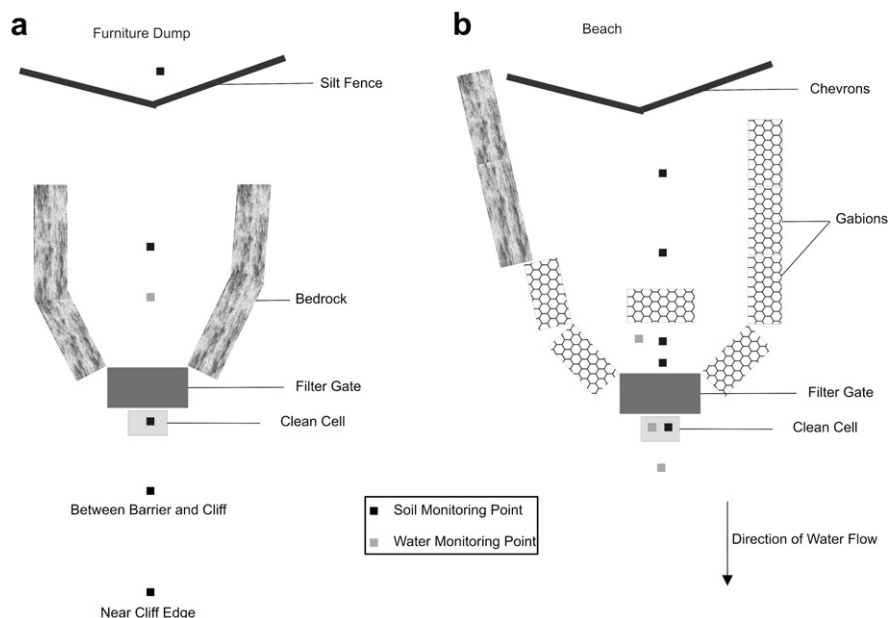 a
Furniture Dump
Silt Fence
Bedrock
Filter Gate
Clean Cell
Between Barrier and Cliff
Near Cliff Edge
b
Beach
Chevrons
Gabions
Filter Gate
Clean Cell
Direction of Water Flow
Soil Monitoring Point
Water Monitoring Point